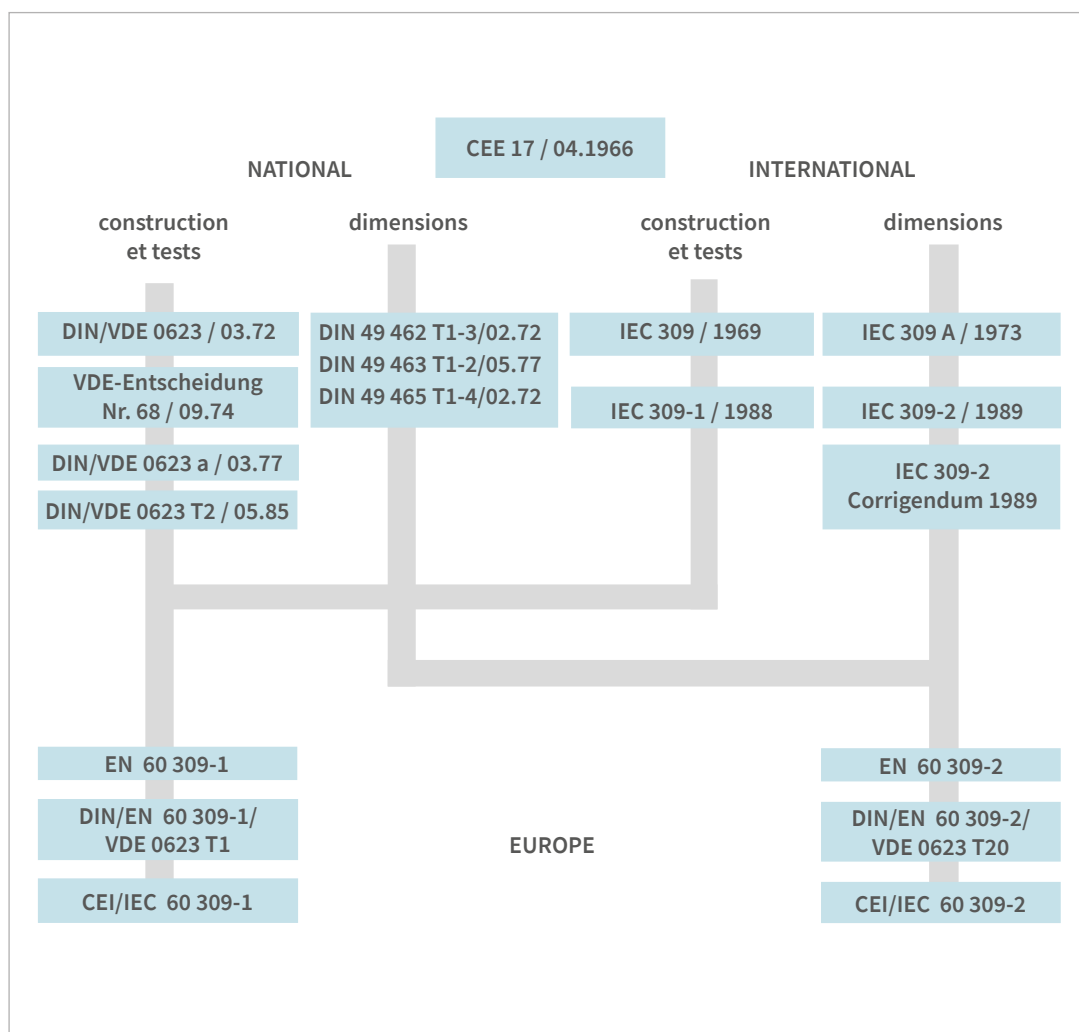 CEE 17 / 04.1966
NATIONAL
INTERNATIONAL
construction
et tests
dimensions
construction
et tests
dimensions
DIN/VDE 0623 / 03.72
VDE-Entscheidung
Nr. 68 / 09.74
DIN/VDE 0623 a / 03.77
DIN/VDE 0623 T2 / 05.85
DIN 49 462 T1-3/02.72
DIN 49 463 T1-2/05.77
DIN 49 465 T1-4/02.72
IEC 309 / 1969
IEC 309-1 / 1988
IEC 309 A / 1973
IEC 309-2 / 1989
IEC 309-2
Corrigendum 1989
EN 60 309-1
DIN/EN 60 309-1/
VDE 0623 T1
CEI/IEC 60 309-1
EUROPE
EN 60 309-2
DIN/EN 60 309-2/
VDE 0623 T20
CEI/IEC 60 309-2